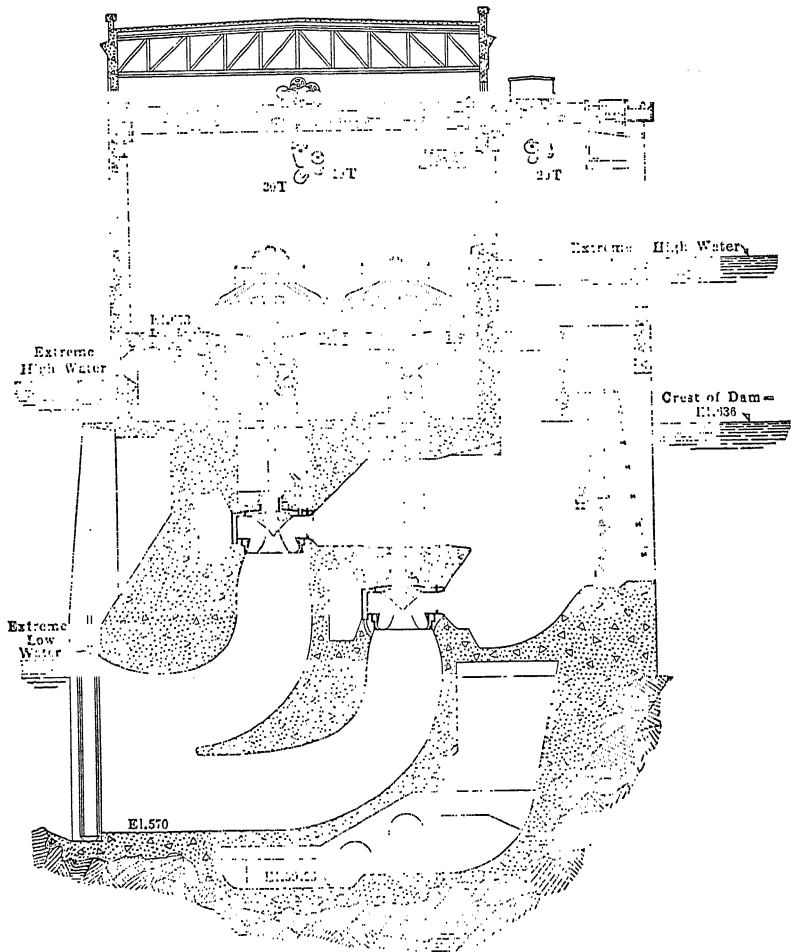 20T
20T
Extreme High Water
Extreme
High Water
Crest of Dam
El.636
Extreme
Low
Water
El.570